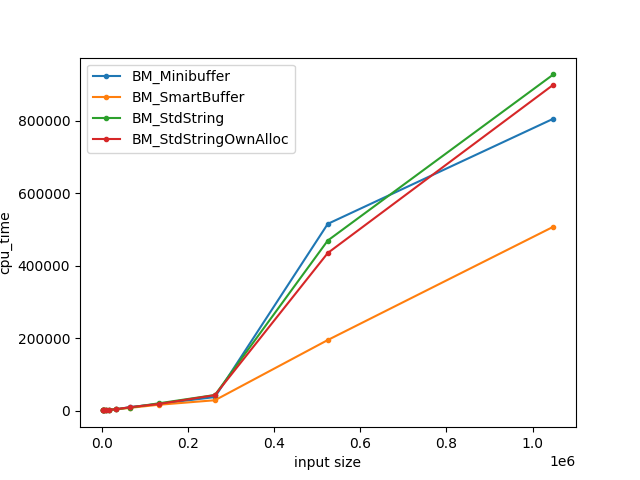 BM_Minibuffer
BM_SmartBuffer
BM_StdString
BM_StdStringOwnAlloc
cpu_time
800000
600000
400000
200000
0
0.0 0.2 0.4 0.6 0.8 1.0
1e6
input size